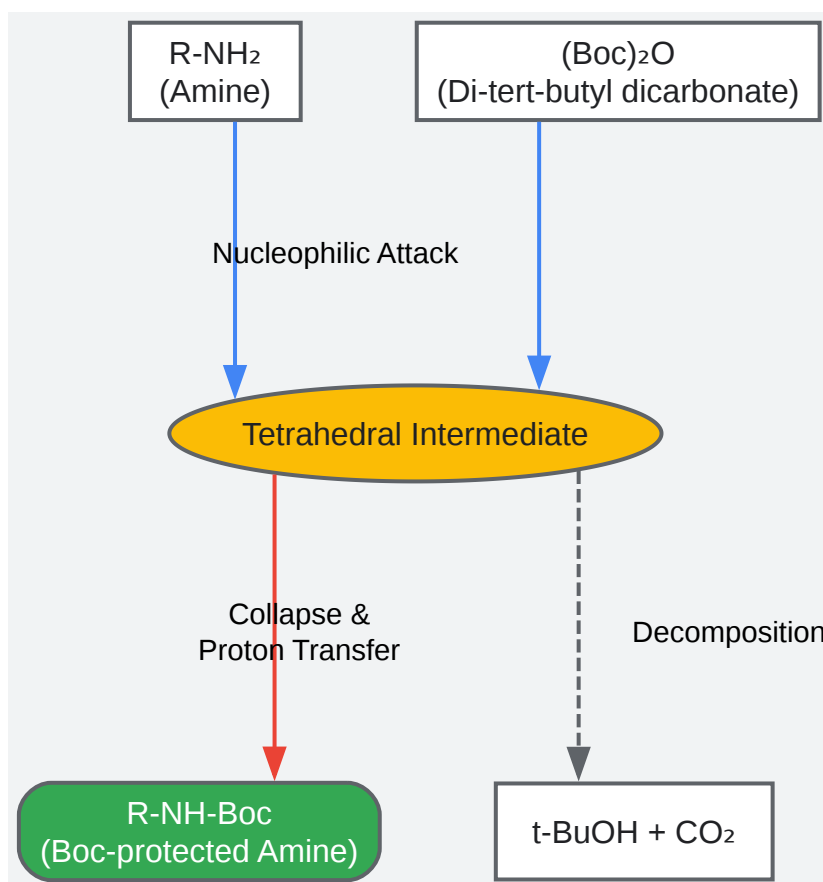 R-NH₂
(Amine)
(Boc)₂O
(Di-tert-butyl dicarbonate)
Nucleophilic Attack
Tetrahedral Intermediate
Collapse &
Proton Transfer
Decomposition
R-NH-Boc
(Boc-protected Amine)
t-BuOH + CO₂